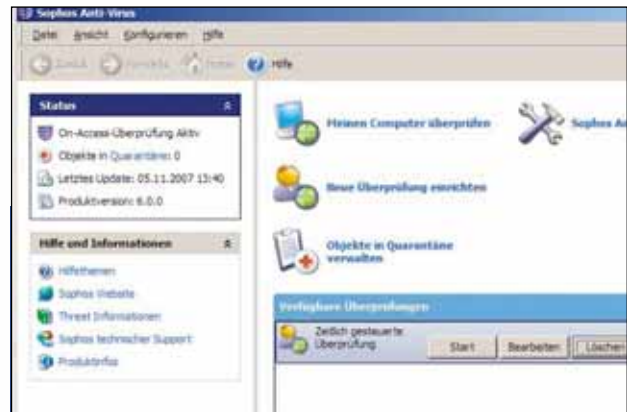 Sophos Anti-Virus
Datei Ansicht Konfigurieren Hilfe
Zurück Home Hilfe
Status
On-Access-Überprüfung Aktiv
Objekte in Quarantäne: 0
Letztes Update: 05.11.2007 13:40
Produktversion: 6.0.0
Hilfe und Informationen
Hilfethemen
Sophos Website
Threat Informationen
Sophos technischer Support
Produktinfos
Meinen Computer überprüfen
Sophos
Neue Überprüfung einrichten
Objekte in Quarantäne
verwalten
Verfügbare Überprüfungen
Zeitlich gesteuerte
Überprüfung
Start Bearbeiten Löschen